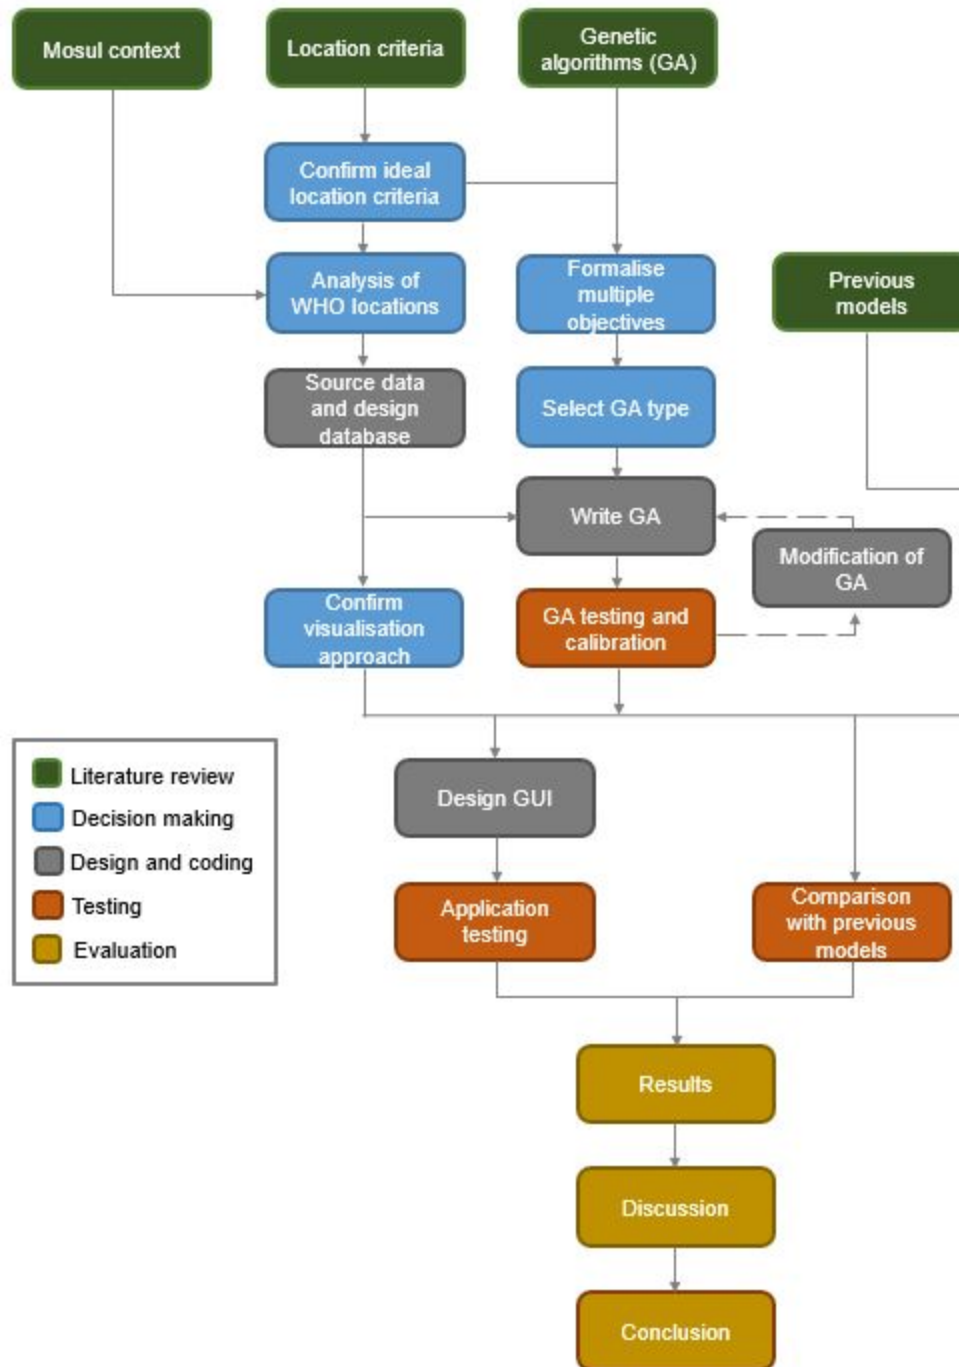 Mosul context
Location criteria
Genetic
algorithms (GA)
Confirm ideal
location criteria
Analysis of
WHO locations
Formalise
multiple
objectives
Previous
models
Source data
and design
database
Select GA type
Write GA
Modification of
GA
Confirm
visualisation
approach
GA testing and
calibration
Literature review
Decision making
Design and coding
Testing
Evaluation
Design GUI
Application
testing
Comparison
with previous
models
Results
Discussion
Conclusion